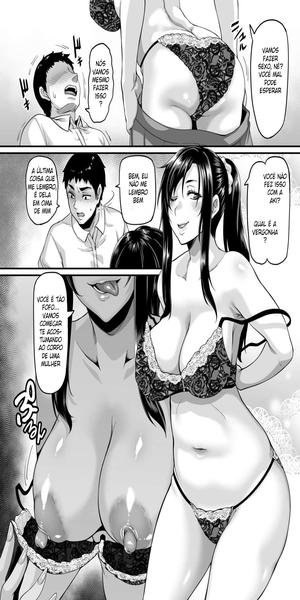 VAMOS
FAZER
SEXO, NÉ?
VOCÊ MAL
PODE
ESPERAR
NÓS
VAMOS
MESMO
FAZER
ISSO
?
VOCÊ NÃO
FEZ ISSO
COM A
AKI?
QUAL É A
VERGONHA
?
BEM, EU
NÃO ME
LEMBRO
BEM
A ÚLTIMA
COISA QUE
ME LEMBRO,
É DELA
EM CIMA
DE MIM
VOCÊ É TÃO
FOFO...
VAMOS
COMEÇAR
TE ACOS-
TUMANDO
AO CORPO
DE UMA
MULHER